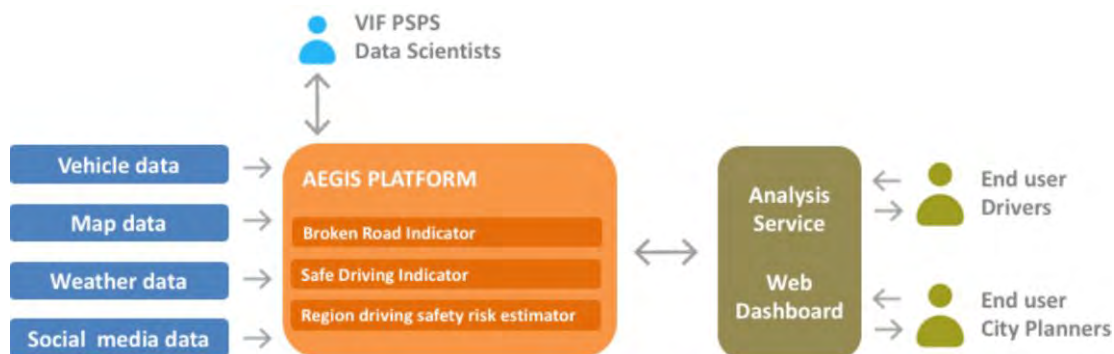 VIF PSPS
Data Scientists
Vehicle data
Map data
Weather data
Social media data
AEGIS PLATFORM
Broken Road Indicator
Safe Driving Indicator
Region driving safety risk estimator
Analysis
Service
Web
Dashboard
End user
Drivers
End user
City Planners